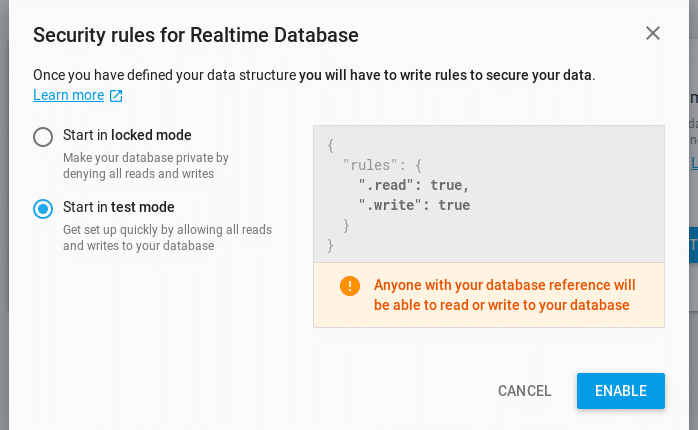 Security rules for Realtime Database
Once you have defined your data structure you will have to write rules to secure your data.
Learn more
Start in locked mode
Make your database private by
denying all reads and writes
Start in test mode
Get set up quickly by allowing all reads
and writes to your database
{
"rules": {
".read": true,
".write": true
}
}
Anyone with your database reference will
be able to read or write to your database
CANCEL
ENABLE